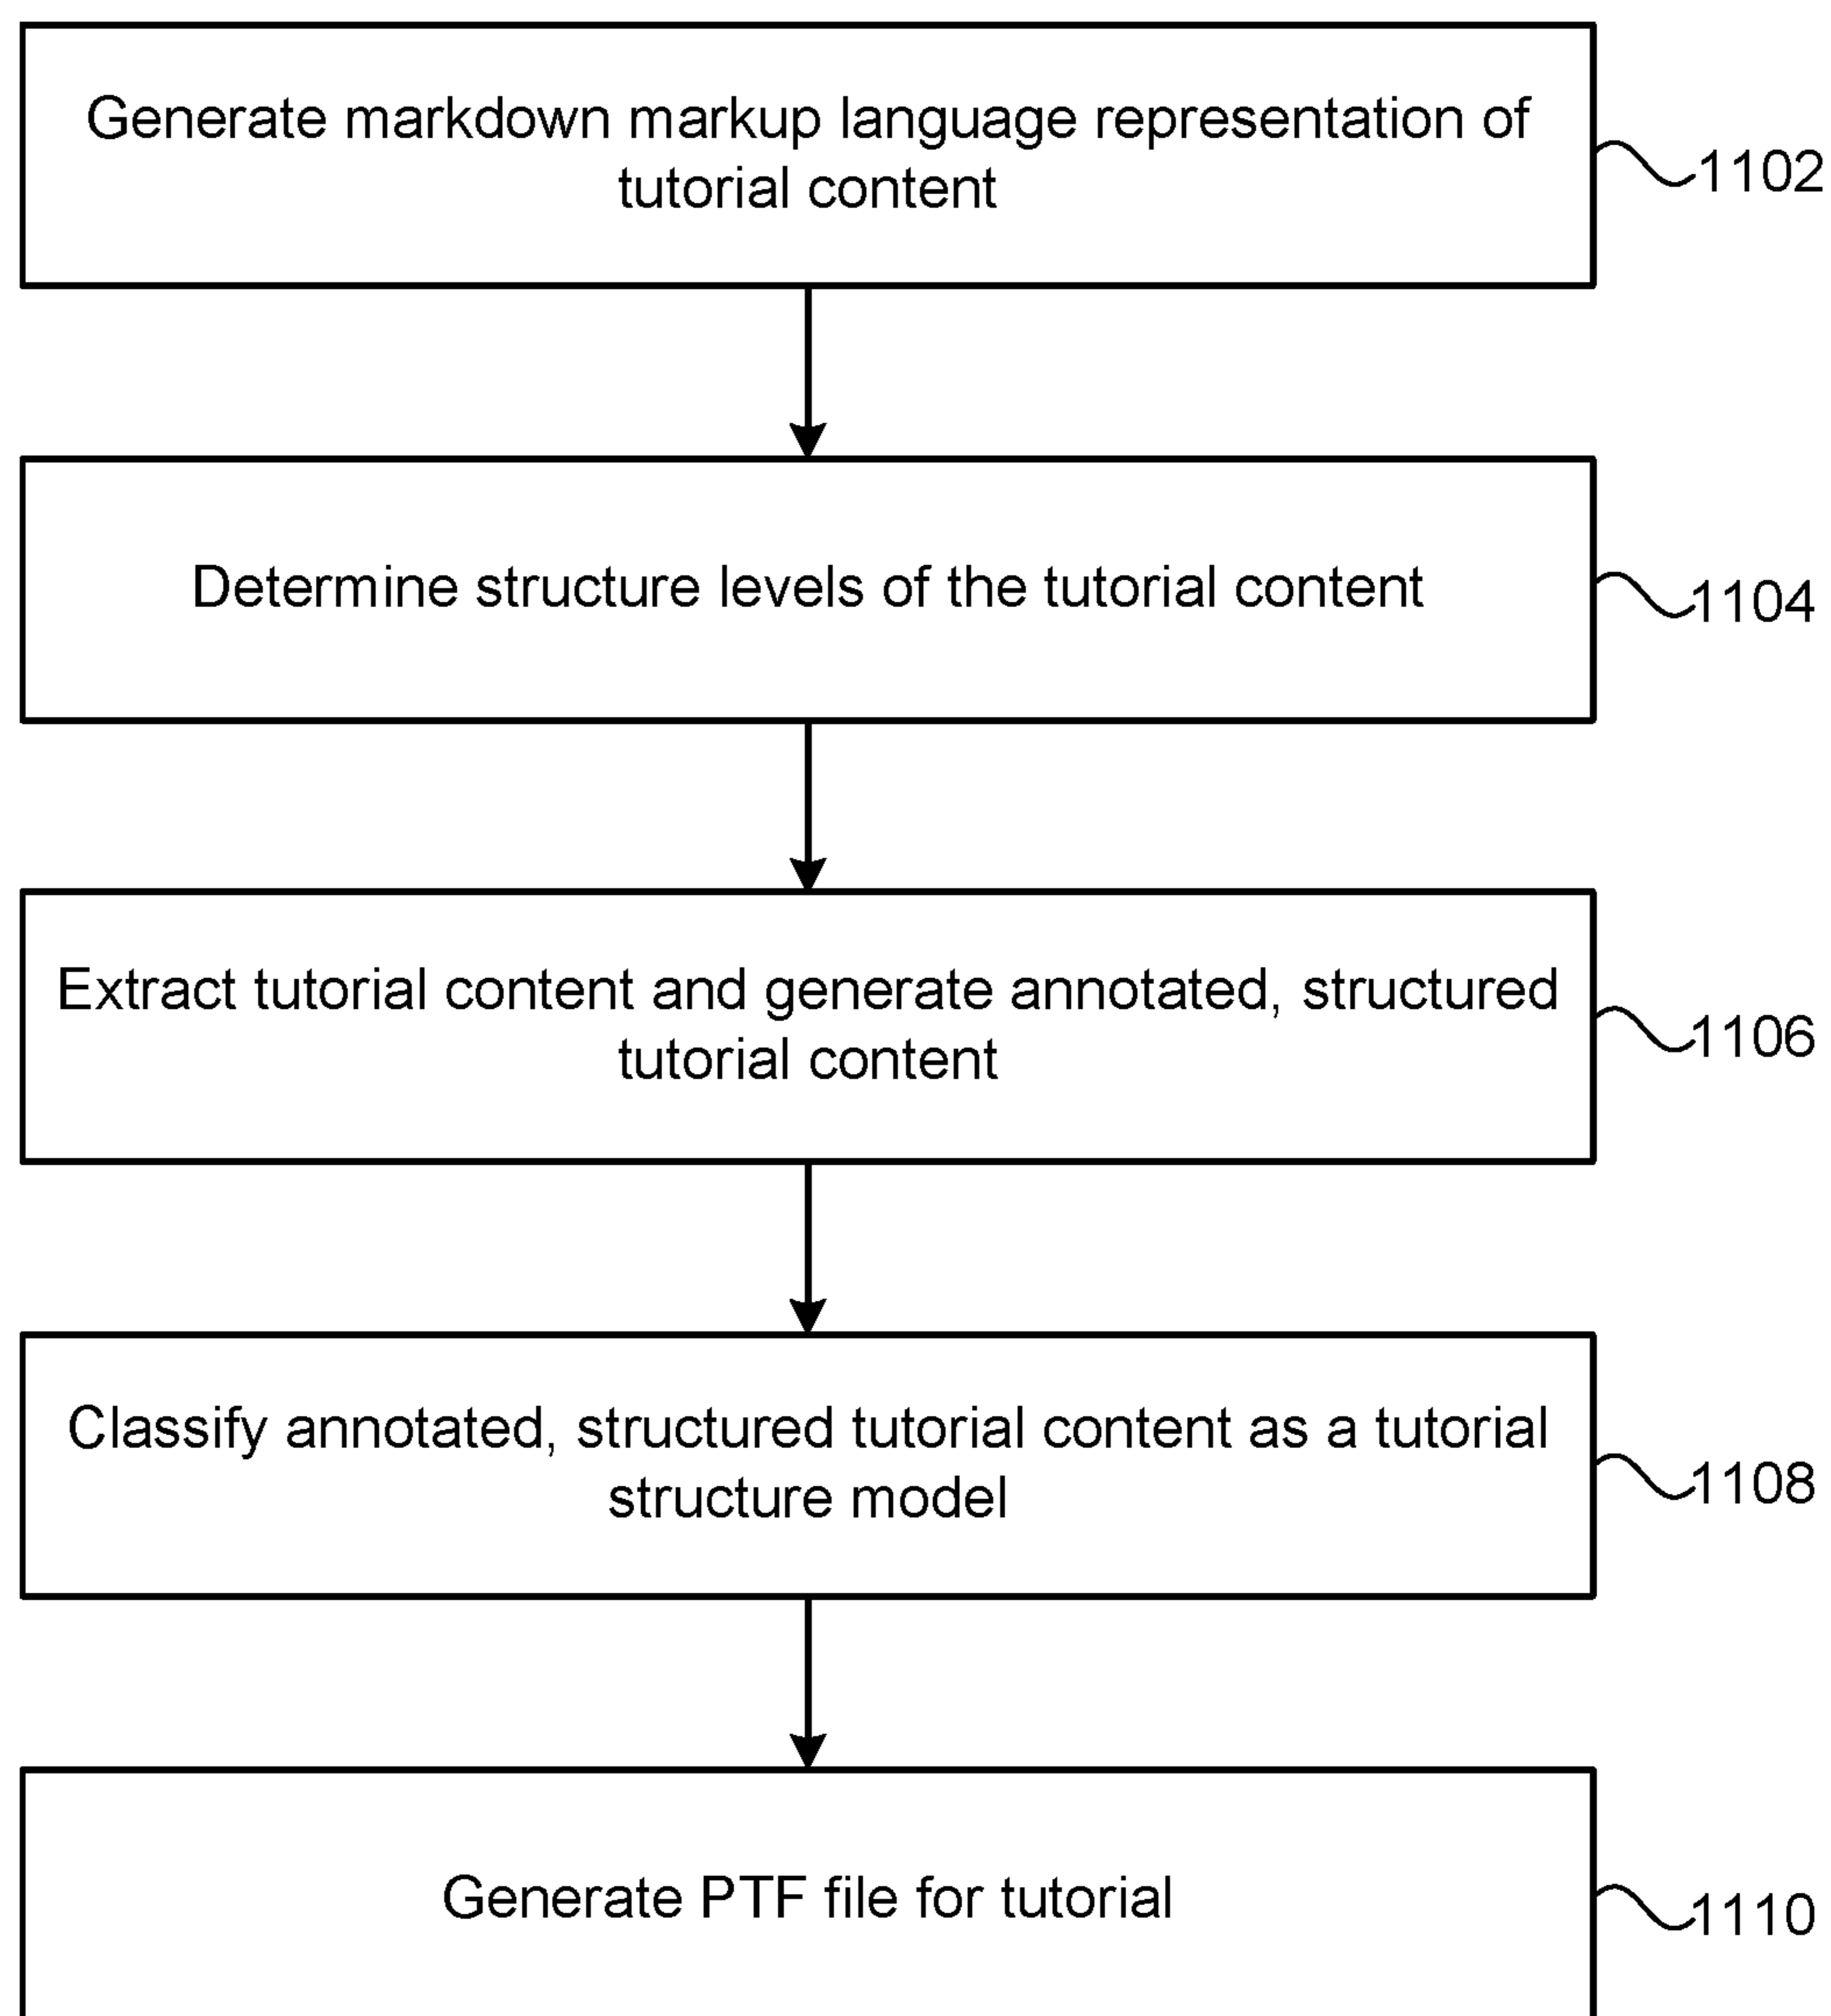 Generate markdown markup language representation of
tutorial content
1102
Determine structure levels of the tutorial content
1104
Extract tutorial content and generate annotated, structured
tutorial content
1106
Classify annotated, structured tutorial content as a tutorial
structure model
1108
Generate PTF file for tutorial
1110